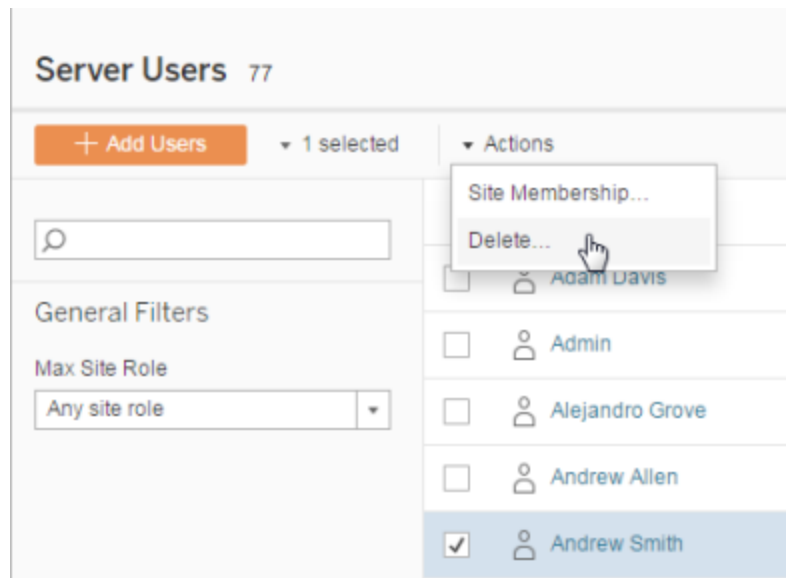 Server Users 77
+ Add Users
1 selected
Actions
Site Membership...
Delete...
General Filters
Max Site Role
Any site role
Adam Davis
Admin
Alejandro Grove
Andrew Allen
Andrew Smith